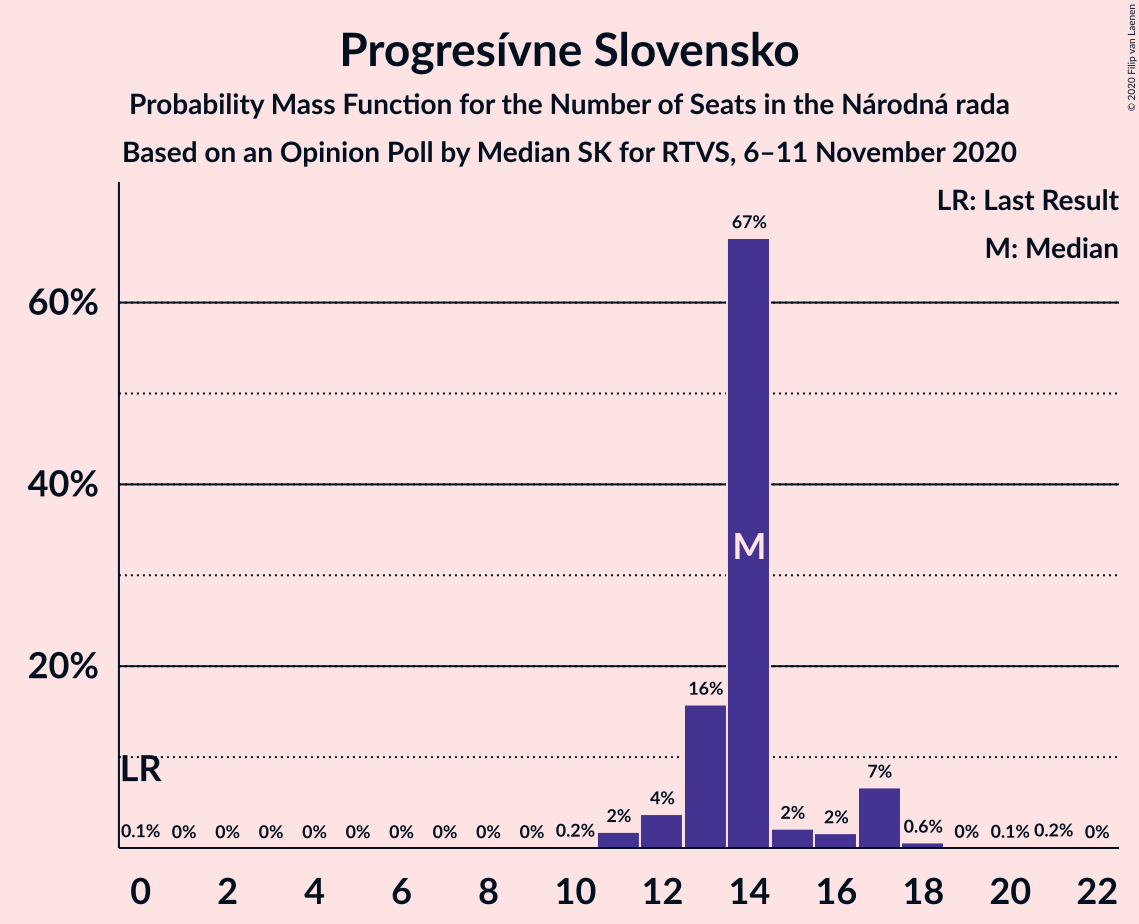 Progresívne Slovensko
Probability Mass Function for the Number of Seats in the Národná rada
Based on an Opinion Poll by Median SK for RTVS, 6–11 November 2020
© 2020 Filip van Laenen
LR: Last Result
M: Median
67%
60%
40%
M
20%
16%
LR
7%
4%
2%
2%
2%
0.6%
0.1% 0% 0% 0% 0% 0% 0% 0% 0% 0% 0.2% 0% 0.1% 0.2% 0%
0 2 4 6 8 10 12 14 16 18 20 22